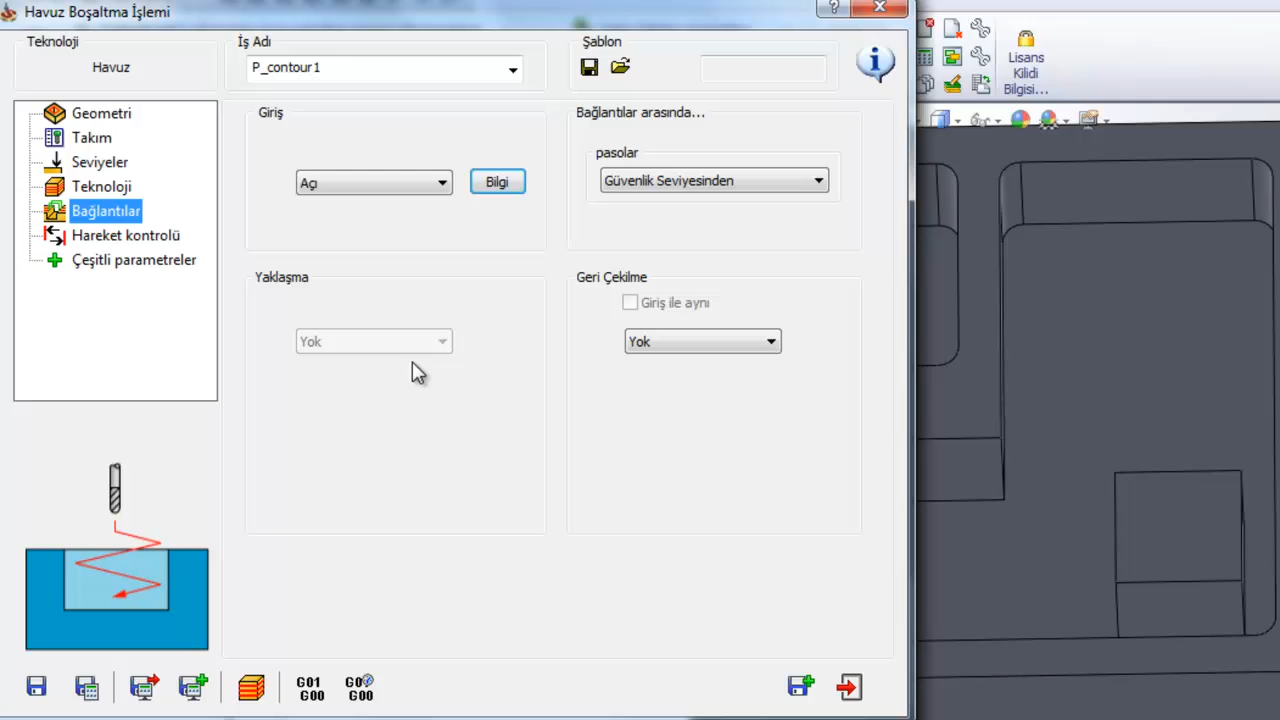 Havuz Boşaltma İşlemi
Teknoloji
Havuz
İş Adı
P_contour1
Şablon
Lisans
Kilidi
Bilgisi...
Geometri
Takım
Seviyeler
Teknoloji
Bağlantılar
Hareket kontrolü
Çeşitli parametreler
Giriş
Açı
Bilgi
Bağlantılar arasında...
pasolar
Güvenlik Seviyesinden
Yaklaşma
Yok
Geri Çekilme
Giriş ile aynı
Yok
G01
G00
G0
G00